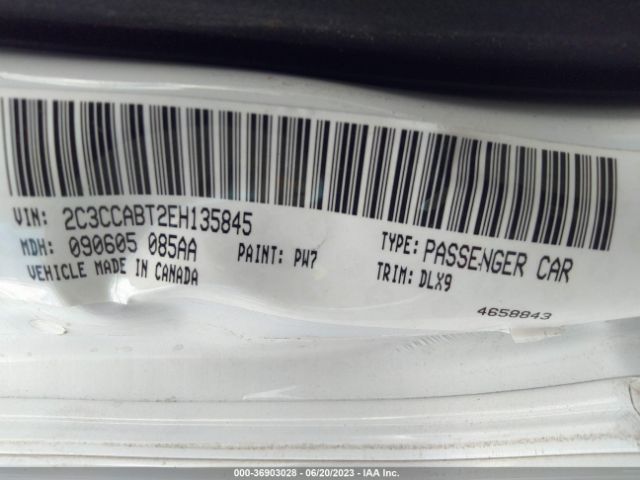 VIN: 2C3CCABT2EH135845
MDH: 090605 085AA PAINT: PW7 TYPE: PASSENGER CAR
VEHICLE MADE IN CANADA TRIM: DLX9
4658843
000-36903028 - 06/20/2023 - IAA Inc.